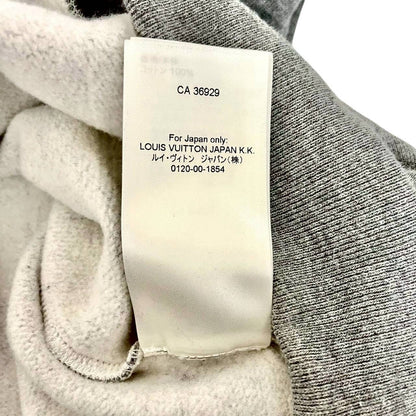 コットン 100%
CA 36929
For Japan only:
LOUIS VUITTON JAPAN K.K.
ルイ・ヴィトン ジャパン(株)
0120-00-1854